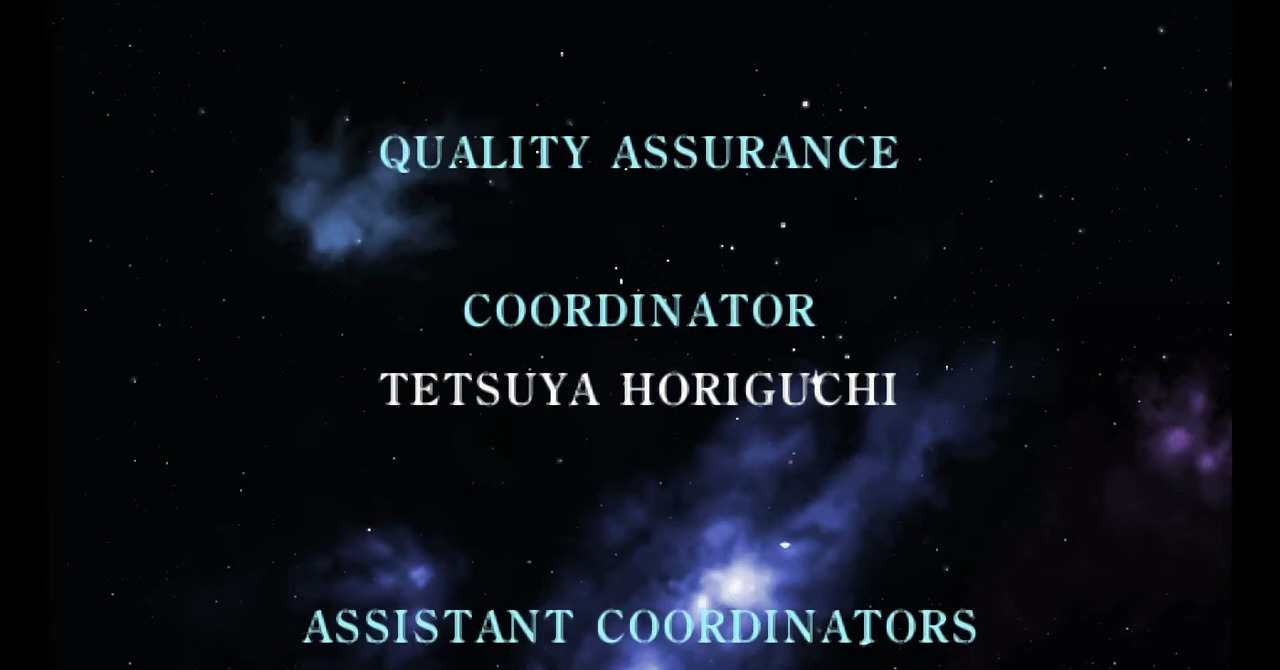 QUALITY ASSURANCE
COORDINATOR
TETSUYA HORIGUCHI
ASSISTANT COORDINATORS